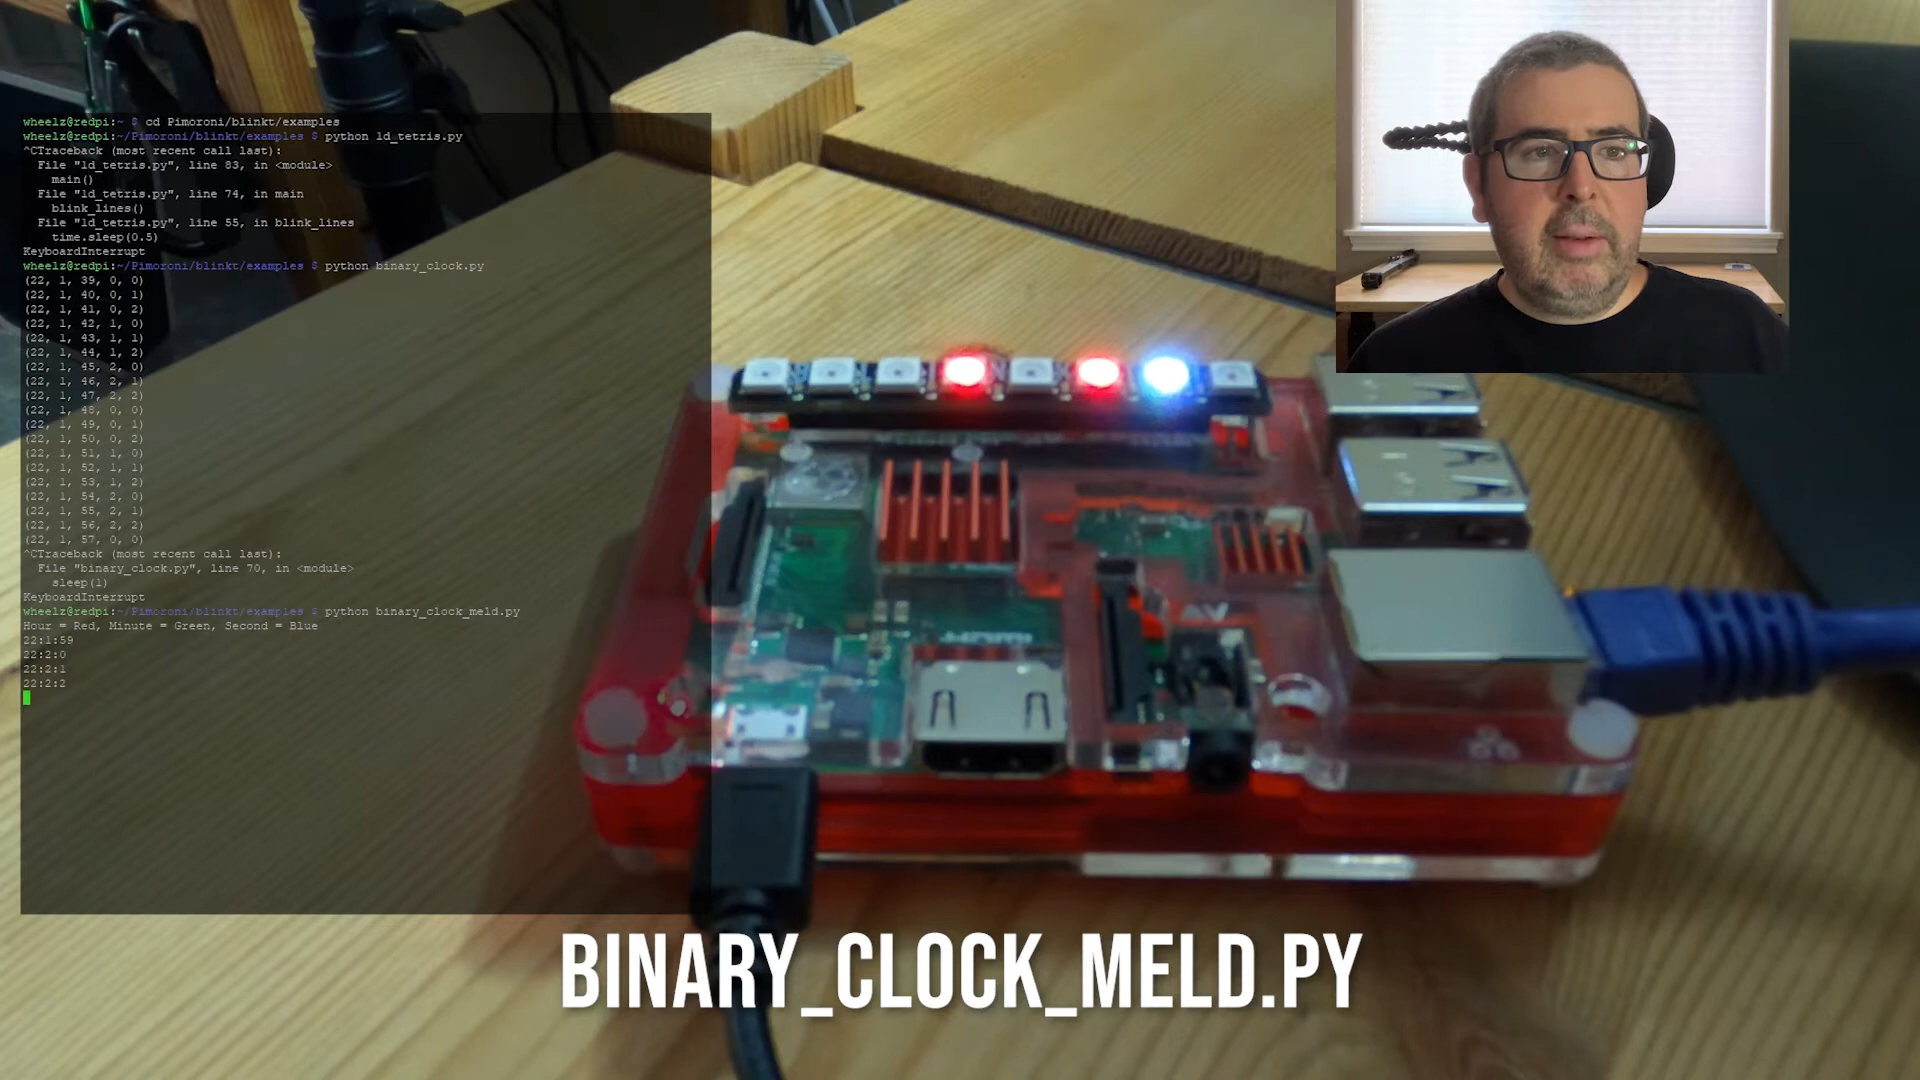 wheelz@redpi:~ $ cd Pimoroni/blinkt/examples
wheelz@redpi:~/Pimoroni/blinkt/examples $ python 1d_tetris.py
^CTraceback (most recent call last):
  File "1d_tetris.py", line 83, in <module>
    main()
  File "1d_tetris.py", line 74, in main
    blink_lines()
  File "1d_tetris.py", line 55, in blink_lines
    time.sleep(0.5)
KeyboardInterrupt
wheelz@redpi:~/Pimoroni/blinkt/examples $ python binary_clock.py
(22, 1, 39, 0, 0)
(22, 1, 40, 0, 1)
(22, 1, 41, 0, 2)
(22, 1, 42, 1, 0)
(22, 1, 43, 1, 1)
(22, 1, 44, 1, 2)
(22, 1, 45, 2, 0)
(22, 1, 46, 2, 1)
(22, 1, 47, 2, 2)
(22, 1, 48, 0, 0)
(22, 1, 49, 0, 1)
(22, 1, 50, 0, 2)
(22, 1, 51, 1, 0)
(22, 1, 52, 1, 1)
(22, 1, 53, 1, 2)
(22, 1, 54, 2, 0)
(22, 1, 55, 2, 1)
(22, 1, 56, 2, 2)
(22, 1, 57, 0, 0)
^CTraceback (most recent call last):
  File "binary_clock.py", line 70, in <module>
    sleep(1)
KeyboardInterrupt
wheelz@redpi:~/Pimoroni/blinkt/examples $ python binary_clock_meld.py
Hour = Red, Minute = Green, Second = Blue
22:1:59
22:2:0
22:2:1
22:2:2
BINARY_CLOCK_MELD.PY